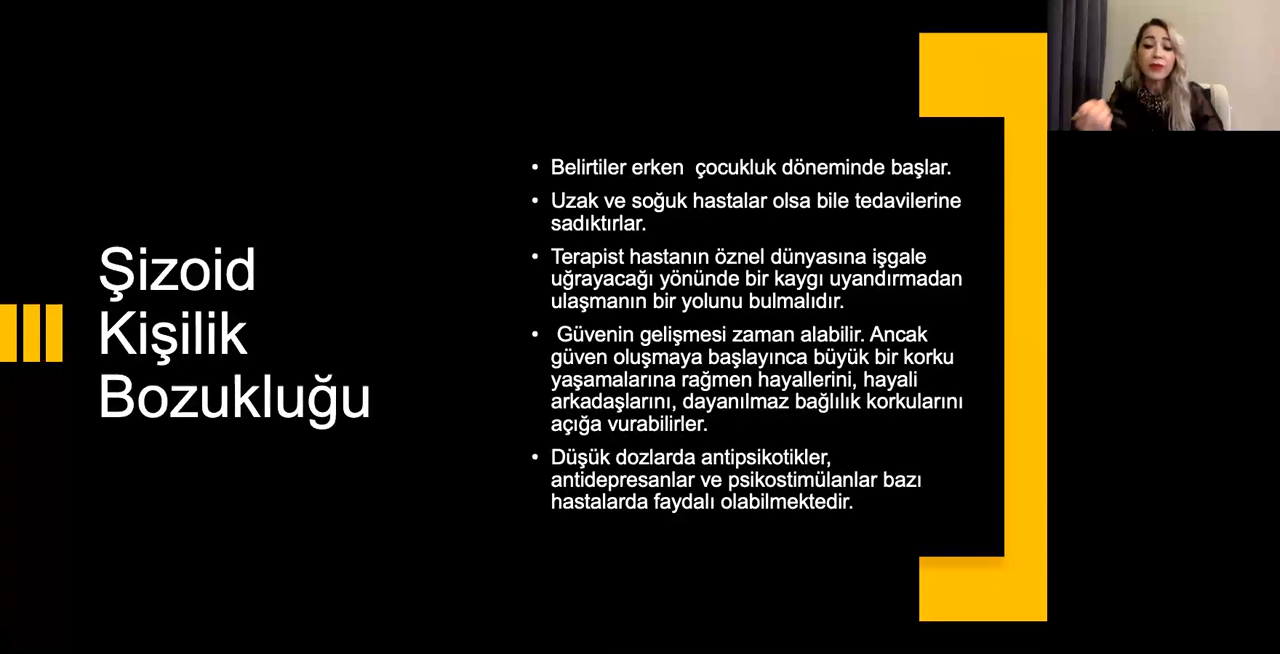 Şizoid
Kişilik
Bozukluğu
• Belirtiler erken  çocukluk döneminde başlar.
• Uzak ve soğuk hastalar olsa bile tedavilerine
sadıktırlar.
• Terapist hastanın öznel dünyasına işgale
uğrayacağı yönünde bir kaygı uyandırmadan
ulaşmanın bir yolunu bulmalıdır.
•  Güvenin gelişmesi zaman alabilir. Ancak
güven oluşmaya başlayınca büyük bir korku
yaşamalarına rağmen hayallerini, hayali
arkadaşlarını, dayanılmaz bağlılık korkularını
açığa vurabilirler.
• Düşük dozlarda antipsikotikler,
antidepresanlar ve psikostimülanlar bazı
hastalarda faydalı olabilmektedir.